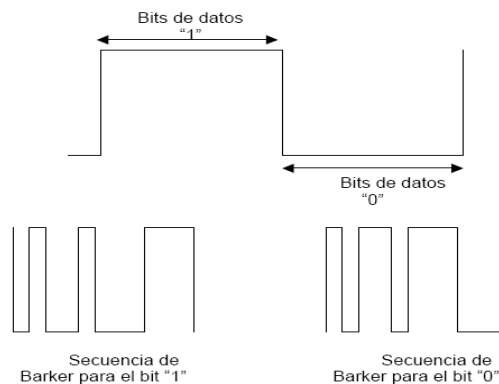 Bits de datos
“1”
Bits de datos
“0”
Secuencia de
Barker para el bit “1”
Secuencia de
Barker para el bit “0”